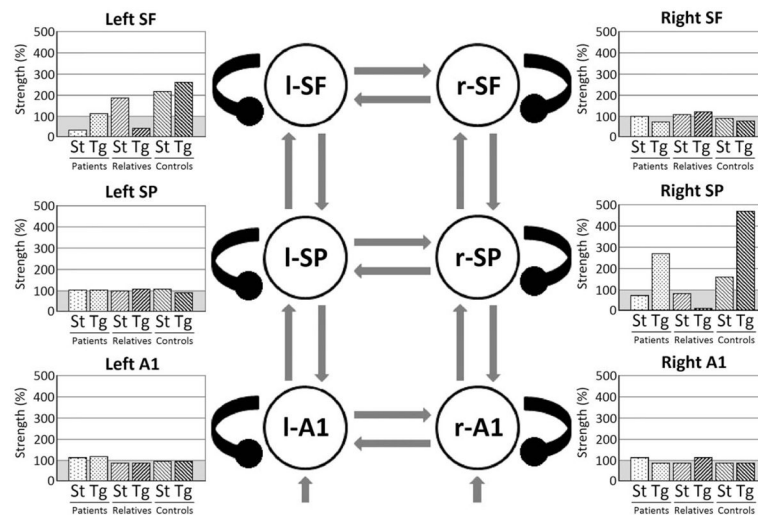 Left SF
Strength (%)
500
400
300
200
100
0
St Tg St Tg St Tg
Patients Relatives Controls
Left SP
Strength (%)
500
400
300
200
100
0
St Tg St Tg St Tg
Patients Relatives Controls
Left A1
Strength (%)
500
400
300
200
100
0
St Tg St Tg St Tg
Patients Relatives Controls
l-SF
r-SF
l-SP
r-SP
l-A1
r-A1
Right SF
Strength (%)
500
400
300
200
100
0
St Tg St Tg St Tg
Patients Relatives Controls
Right SP
Strength (%)
500
400
300
200
100
0
St Tg St Tg St Tg
Patients Relatives Controls
Right A1
Strength (%)
500
400
300
200
100
0
St Tg St Tg St Tg
Patients Relatives Controls